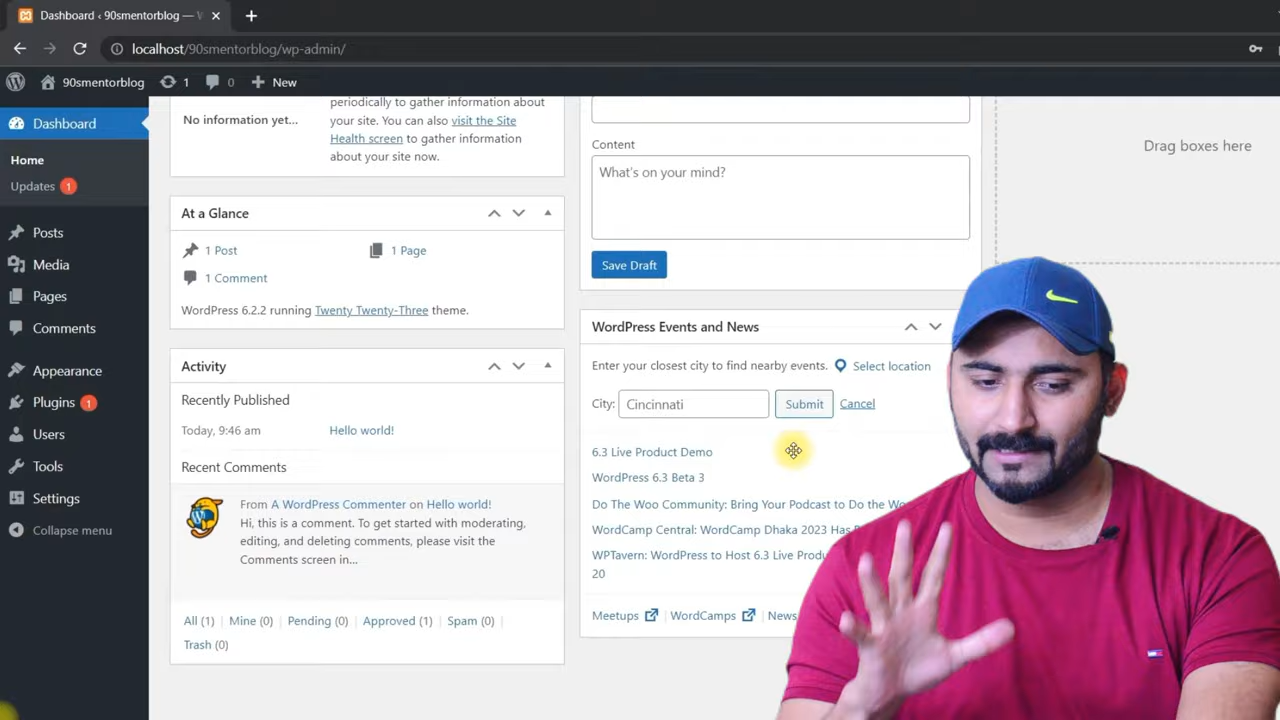 Dashboard ‹ 90smentorblog —
localhost/90smentorblog/wp-admin/
90smentorblog
1
0
New
Dashboard
Home
Updates 1
Posts
Media
Pages
Comments
Appearance
Plugins 1
Users
Tools
Settings
Collapse menu
No information yet...
periodically to gather information about
your site. You can also visit the Site
Health screen to gather information
about your site now.
At a Glance
1 Post
1 Page
1 Comment
WordPress 6.2.2 running Twenty Twenty-Three theme.
Activity
Recently Published
Today, 9:46 am
Hello world!
Recent Comments
From A WordPress Commenter on Hello world!
Hi, this is a comment. To get started with moderating,
editing, and deleting comments, please visit the
Comments screen in...
All (1) | Mine (0) | Pending (0) | Approved (1) | Spam (0) |
Trash (0)
Content
What's on your mind?
Save Draft
WordPress Events and News
Enter your closest city to find nearby events. Select location
City: Cincinnati Submit Cancel
6.3 Live Product Demo
WordPress 6.3 Beta 3
Do The Woo Community: Bring Your Podcast to Do the
WordCamp Central: WordCamp Dhaka 2023 Has
WPTavern: WordPress to Host 6.3 Live
20
Meetups | WordCamps | News
Drag boxes here